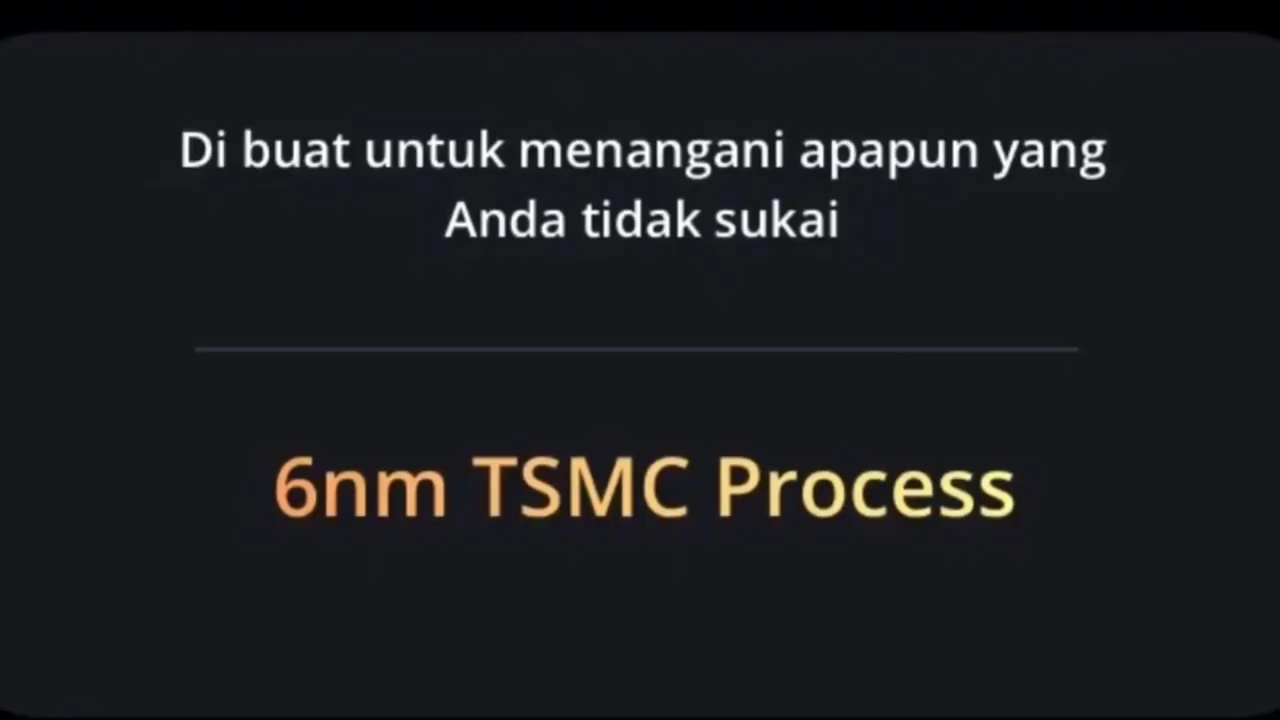 Di buat untuk menangani apapun yang
Anda tidak sukai
6nm TSMC Process